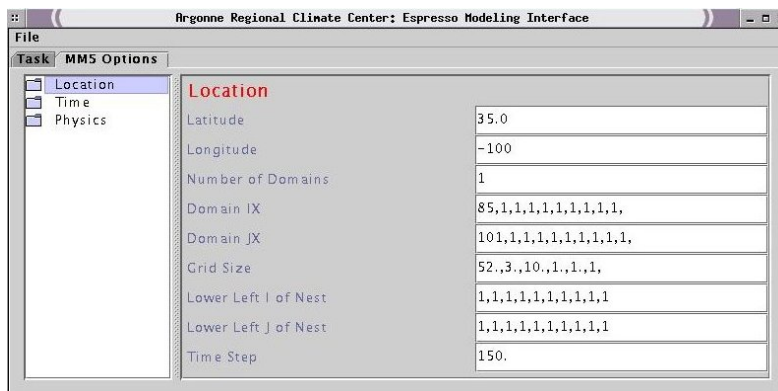 Argonne Regional Climate Center: Espresso Modeling Interface
File
Task MM5 Options
Location
Time
Physics
Location
Latitude 35.0
Longitude -100
Number of Domains 1
Domain IX 85,1,1,1,1,1,1,1,1,1,
Domain JX 101,1,1,1,1,1,1,1,1,1,
Grid Size 52.,3.,10.,1.,1.,1,
Lower Left I of Nest 1,1,1,1,1,1,1,1,1,1
Lower Left J of Nest 1,1,1,1,1,1,1,1,1,1
Time Step 150.